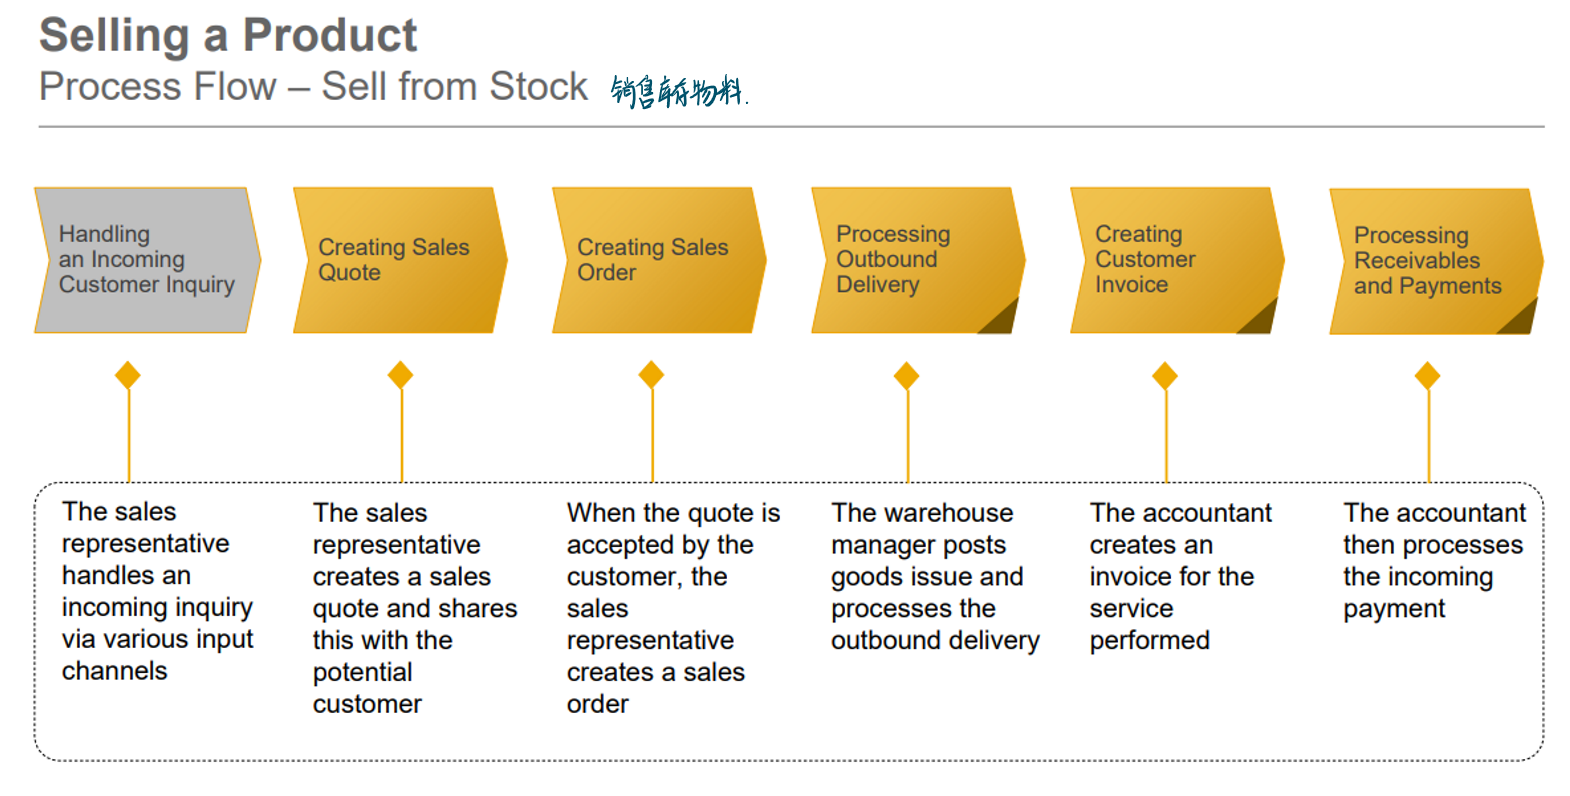 Selling a Product
Process Flow – Sell from Stock 销售库存物料.
Handling
an Incoming
Customer Inquiry
Creating Sales
Quote
Creating Sales
Order
Processing
Outbound
Delivery
Creating
Customer
Invoice
Processing
Receivables
and Payments
The sales
representative
handles an
incoming inquiry
via various input
channels
The sales
representative
creates a sales
quote and shares
this with the
potential
customer
When the quote is
accepted by the
customer, the
sales
representative
creates a sales
order
The warehouse
manager posts
goods issue and
processes the
outbound delivery
The accountant
creates an
invoice for the
service
performed
The accountant
then processes
the incoming
payment